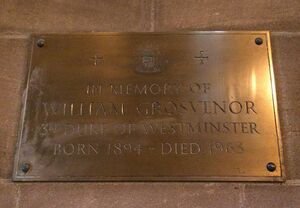 IN MEMORY OF
WILLIAM GROSVENOR
3RD DUKE OF WESTMINSTER
BORN 1894 - DIED 1963